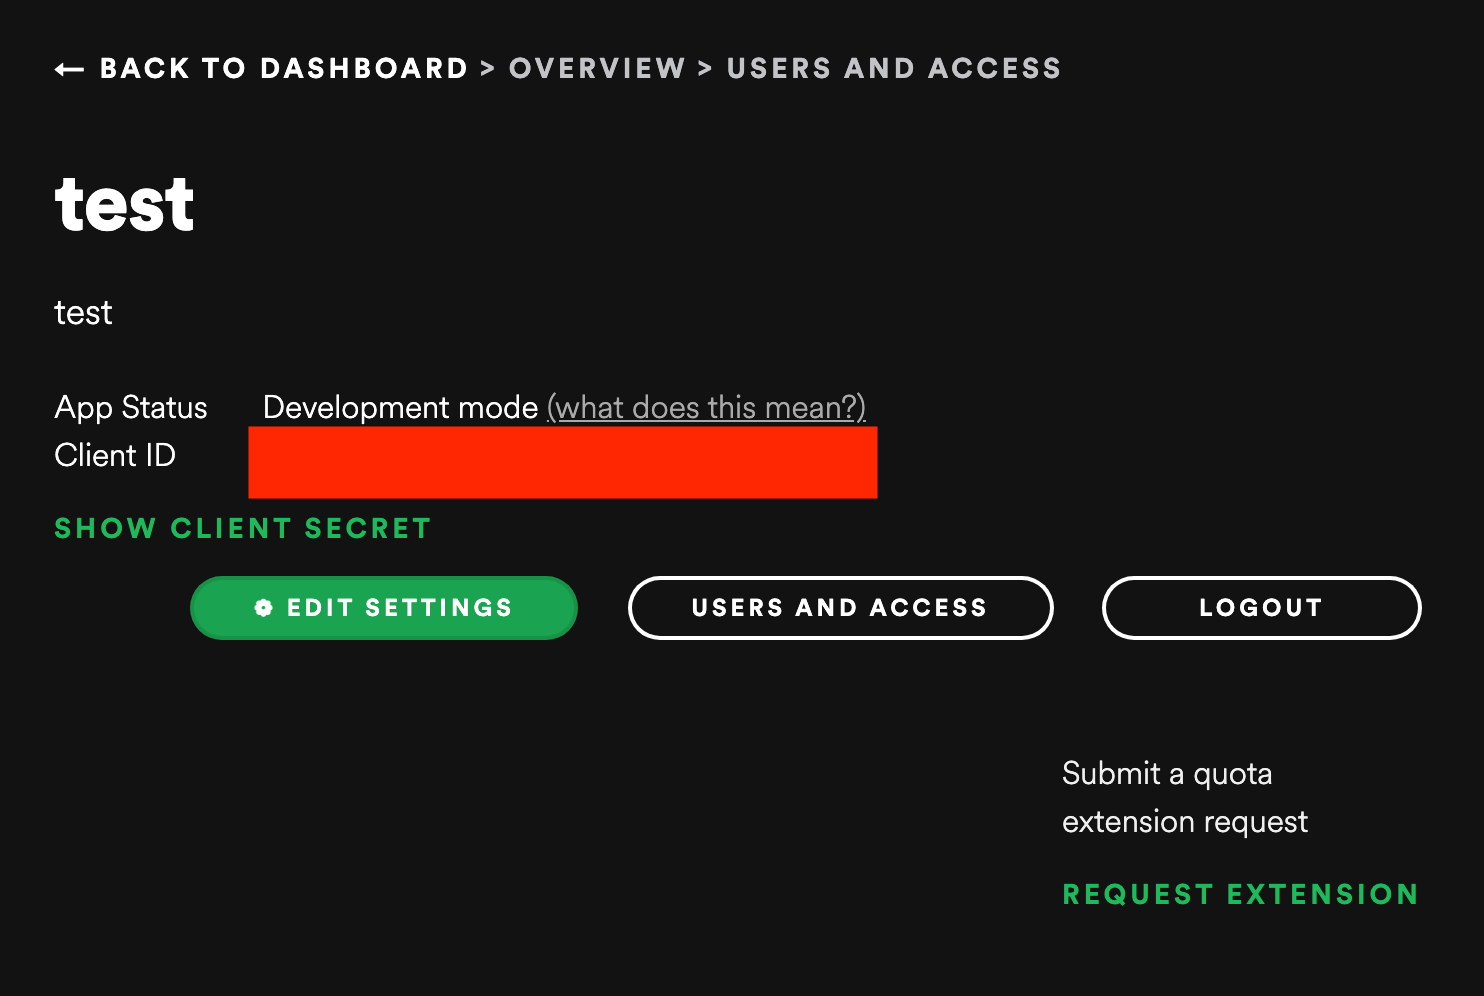 ← BACK TO DASHBOARD > OVERVIEW > USERS AND ACCESS
test
test
App Status Development mode (what does this mean?)
Client ID
SHOW CLIENT SECRET
EDIT SETTINGS USERS AND ACCESS LOGOUT
Submit a quota
extension request
REQUEST EXTENSION